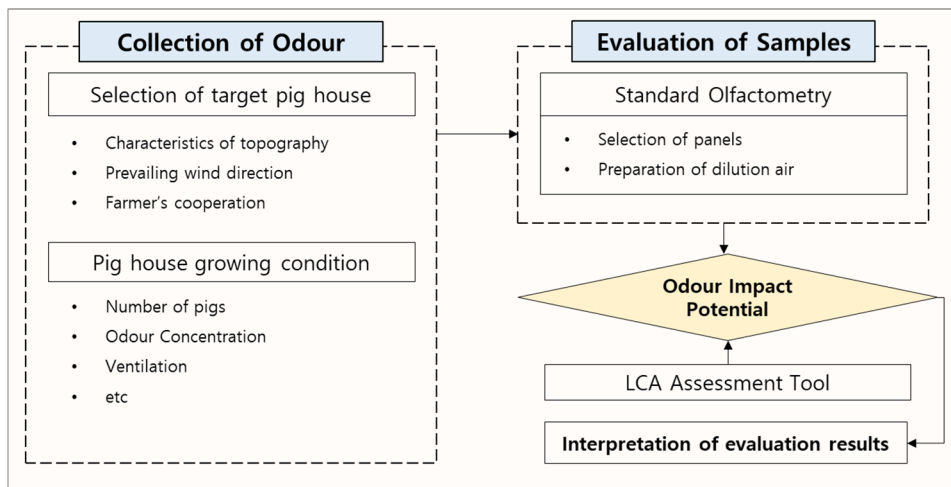 Collection of Odour
Selection of target pig house
• Characteristics of topography
• Prevailing wind direction
• Farmer's cooperation
Pig house growing condition
• Number of pigs
• Odour Concentration
• Ventilation
• etc
Evaluation of Samples
Standard Olfactometry
• Selection of panels
• Preparation of dilution air
Odour Impact
Potential
LCA Assessment Tool
Interpretation of evaluation results